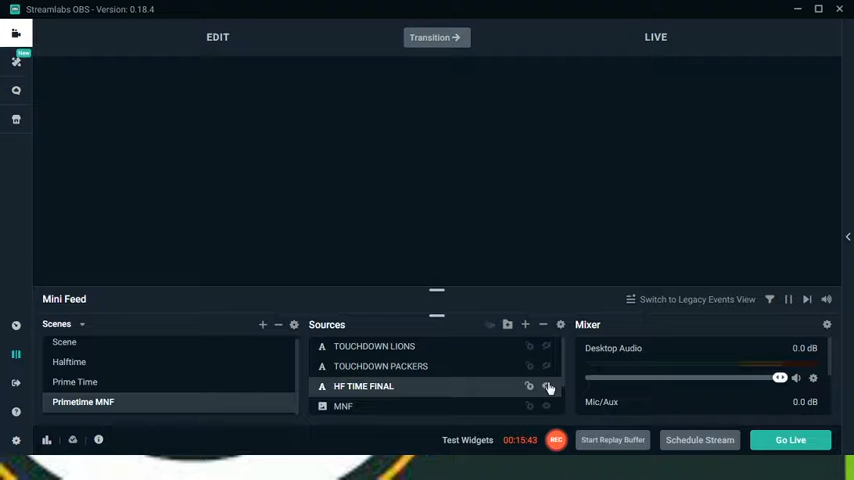 Streamlabs OBS - Version: 0.18.4
EDIT
Transition
LIVE
New
Mini Feed
Switch to Legacy Events View
Scenes
Scene
Halftime
Prime Time
Primetime MNF
Sources
TOUCHDOWN LIONS
TOUCHDOWN PACKERS
HF TIME FINAL
MNF
Mixer
Desktop Audio 0.0 dB
Mic/Aux 0.0 dB
Test Widgets 00:15:43 REC Start Replay Buffer Schedule Stream Go Live